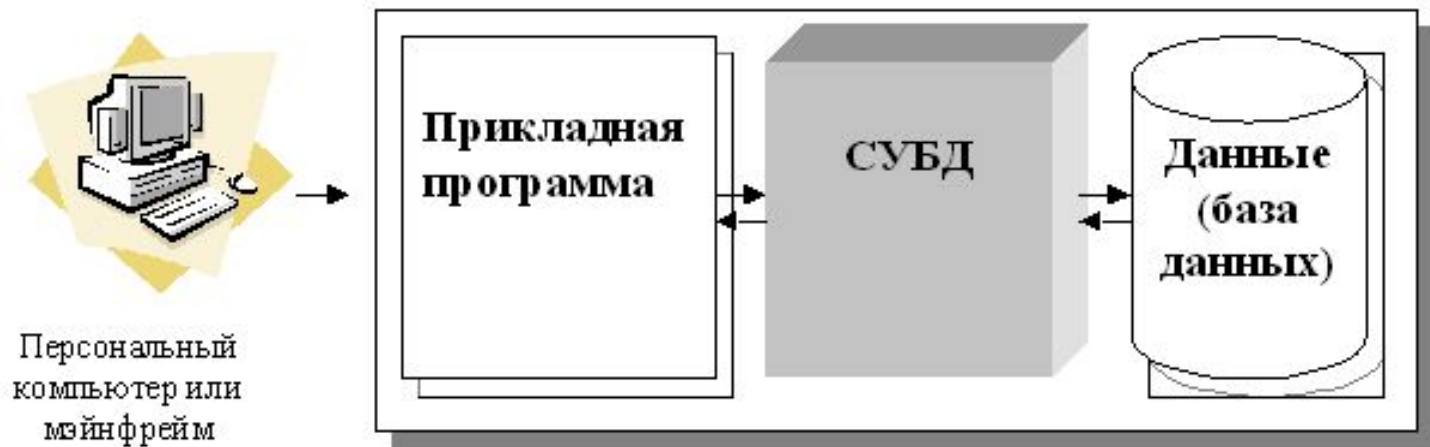 Прикладная
программа
СУБД
Данные
(база
данных)
Персональный
компьютер или
мэйнфрейм